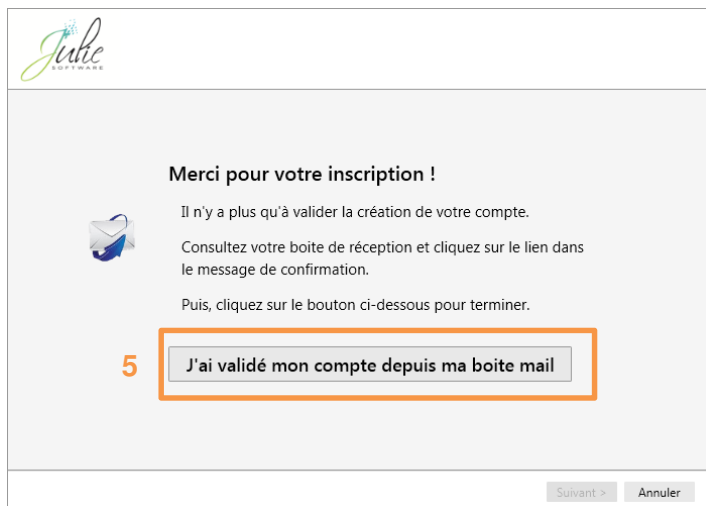 Julie
SOFTWARE
Merci pour votre inscription !
Il n'y a plus qu'à valider la création de votre compte.
Consultez votre boite de réception et cliquez sur le lien dans
le message de confirmation.
Puis, cliquez sur le bouton ci-dessous pour terminer.
5
J'ai validé mon compte depuis ma boite mail
Suivant >
Annuler